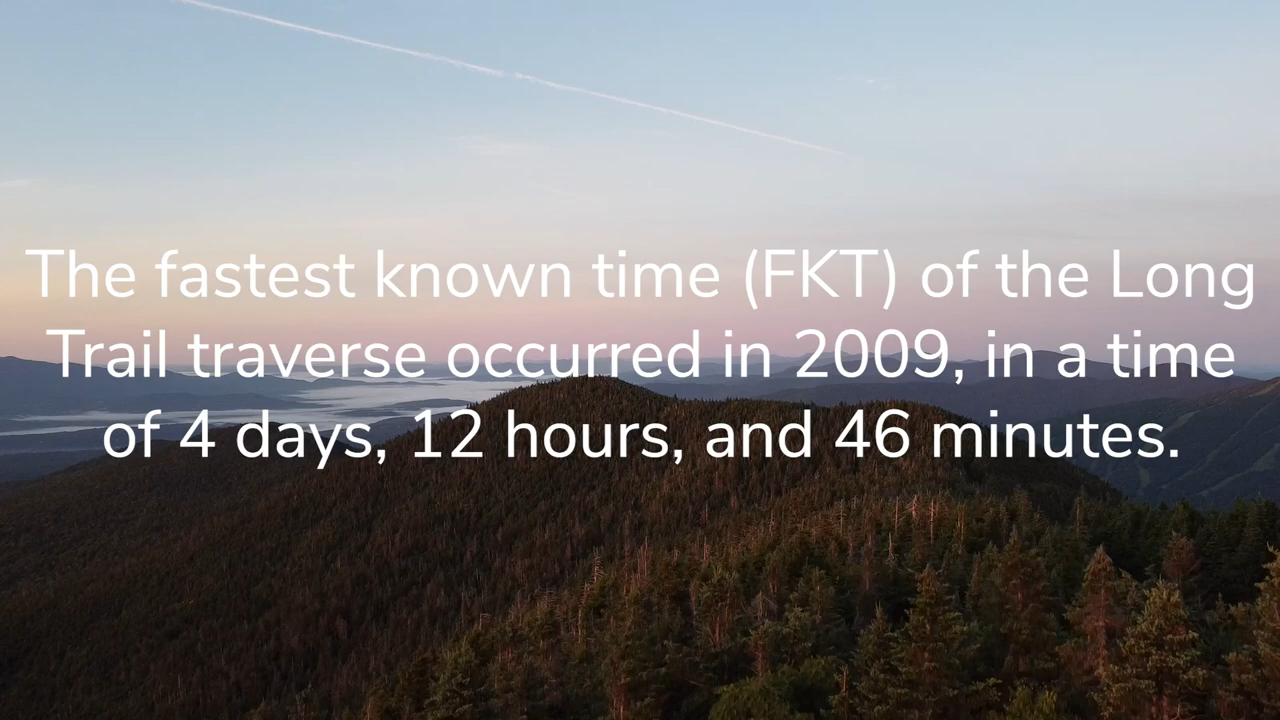 The fastest known time (FKT) of the Long
Trail traverse occurred in 2009, in a time
of 4 days, 12 hours, and 46 minutes.